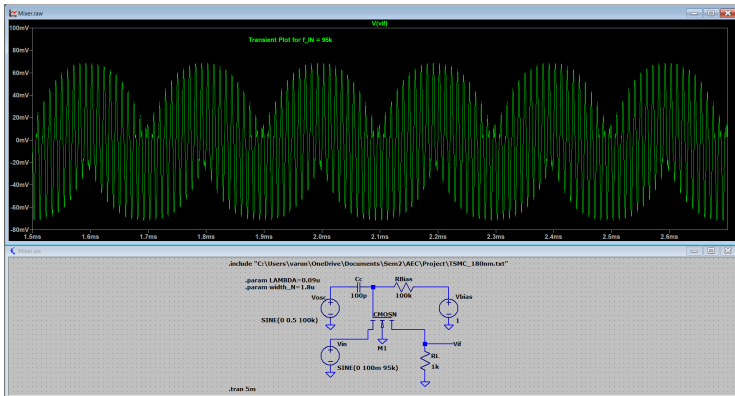 Mixer.raw
V(vif)
100mV
Transient Plot for f_IN = 95k
80mV
60mV
40mV
20mV
0mV
-20mV
-40mV
-60mV
-80mV
1.5ms 1.6ms 1.7ms 1.8ms 1.9ms 2.0ms 2.1ms 2.2ms 2.3ms 2.4ms 2.5ms 2.6ms
Mixer.asc
.include "C:\Users\varun\OneDrive\Documents\Sem2\AEC\Project\TSMC_180nm.txt"
.param LAMBDA=0.09u
.param width_N=1.8u
Cc
100p
RBias
100k
Vosc
SINE(0 0.5 100k)
Vbias
1
CMOSN
M1
Vin
SINE(0 100m 95k)
Vif
RL
1k
.tran 5m